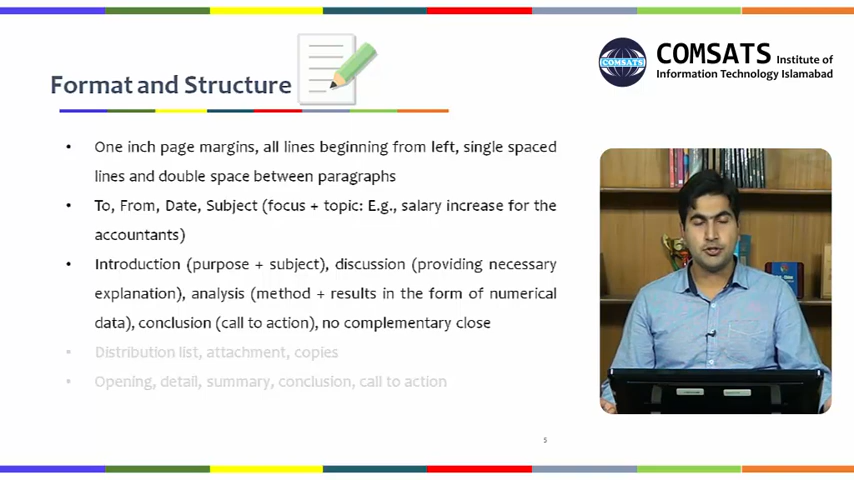 COMSATS Institute of
Information Technology Islamabad
COMSATS
Format and Structure
• One inch page margins, all lines beginning from left, single spaced
lines and double space between paragraphs
• To, From, Date, Subject (focus + topic: E.g., salary increase for the
accountants)
• Introduction (purpose + subject), discussion (providing necessary
explanation), analysis (method + results in the form of numerical
data), conclusion (call to action), no complementary close
▪ Distribution list, attachment, copies
▪ Opening, detail, summary, conclusion, call to action
5